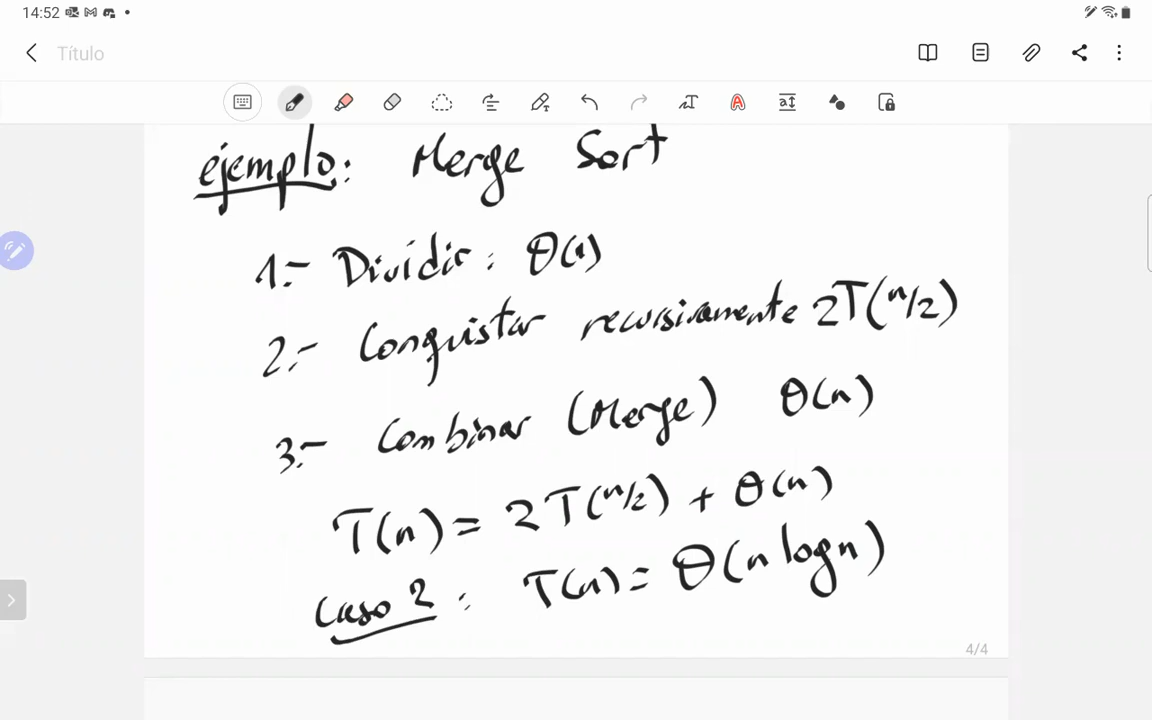 14:52
Título
ejemplo: Merge Sort
1.- Dividir: Θ(1)
2.- Conquistar recursivamente 2T(n/2)
3.- Combinar (Merge) Θ(n)
T(n) = 2T(n/2) + Θ(n)
Caso 2: T(n) = Θ(n log n)
4/4